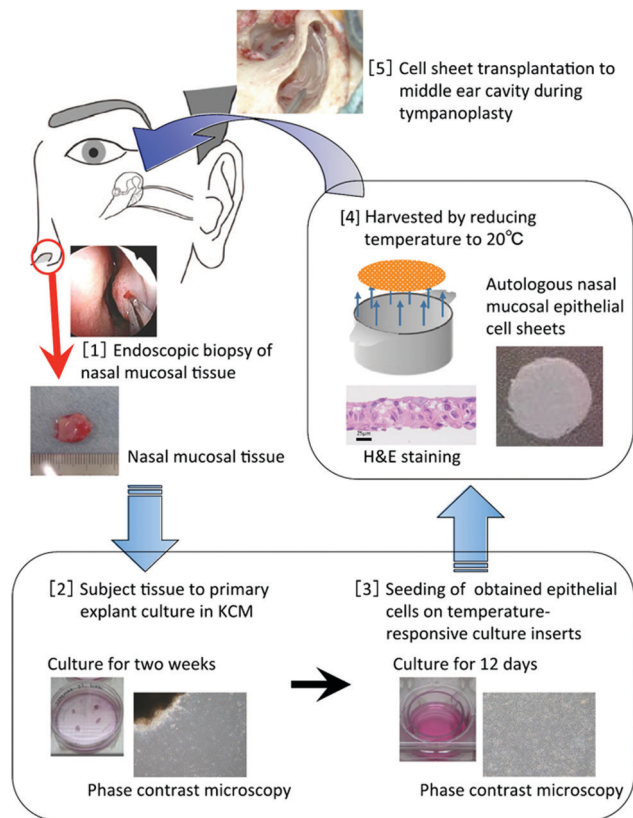 [5] Cell sheet transplantation to
middle ear cavity during
tympanoplasty
[4] Harvested by reducing
temperature to 20℃
Autologous nasal
mucosal epithelial
cell sheets
25μm
H&E staining
[1] Endoscopic biopsy of
nasal mucosal tissue
Nasal mucosal tissue
[2] Subject tissue to primary
explant culture in KCM
Culture for two weeks
Phase contrast microscopy
[3] Seeding of obtained epithelial
cells on temperature-
responsive culture inserts
Culture for 12 days
Phase contrast microscopy